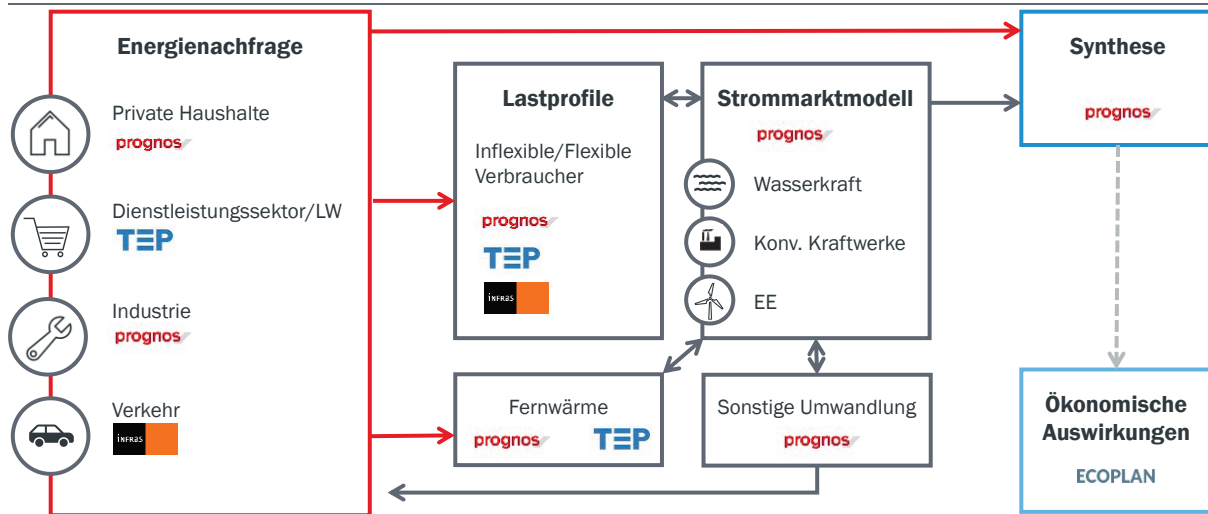 Energienachfrage
Private Haushalte
prognos
Dienstleistungssektor/LW
TEP
Industrie
prognos
Verkehr
INFRAS
Lastprofile
Inflexible/Flexible
Verbraucher
prognos
TEP
INFRAS
Strommarktmodell
prognos
Wasserkraft
Konv. Kraftwerke
EE
Fernwärme
prognos TEP
Sonstige Umwandlung
prognos
Synthese
prognos
Ökonomische
Auswirkungen
ECOPLAN